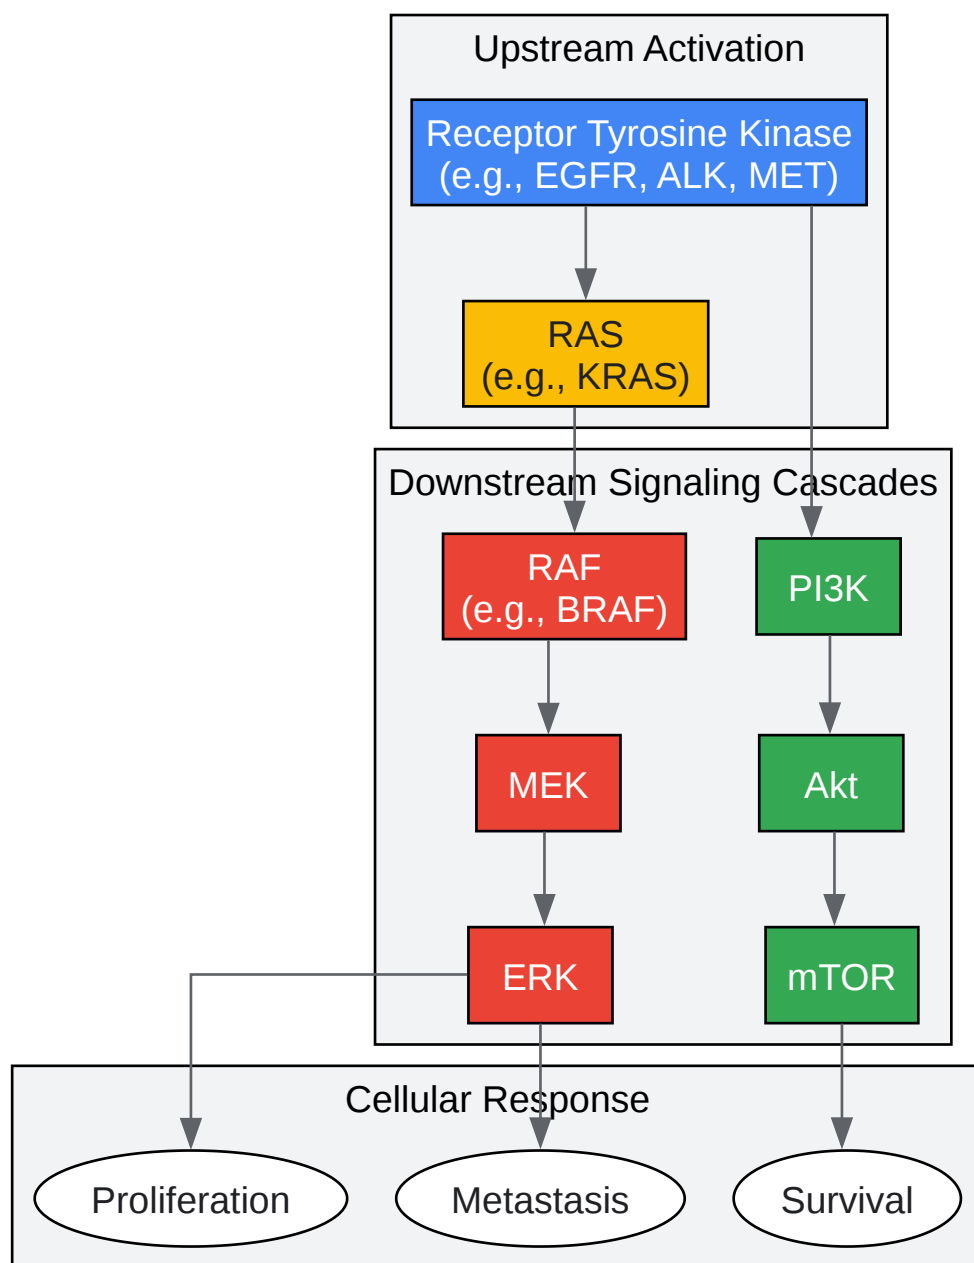 Upstream Activation
Receptor Tyrosine Kinase
(e.g., EGFR, ALK, MET)
RAS
(e.g., KRAS)
Downstream Signaling Cascades
RAF
(e.g., BRAF)
PI3K
MEK
Akt
ERK
mTOR
Cellular Response
Proliferation
Metastasis
Survival